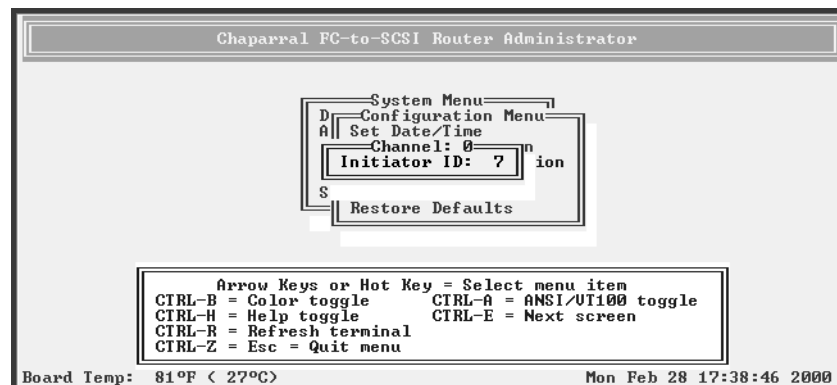 Chaparral FC-to-SCSI Router Administrator
System Menu
D Configuration Menu
A Set Date/Time
Channel: 0 n
Initiator ID: 7 ion
S
Restore Defaults
Arrow Keys or Hot Key = Select menu item
CTRL-B = Color toggle CTRL-A = ANSI/VT100 toggle
CTRL-H = Help toggle CTRL-E = Next screen
CTRL-R = Refresh terminal
CTRL-Z = Esc = Quit menu
Board Temp: 81ºF ( 27ºC) Mon Feb 28 17:38:46 2000